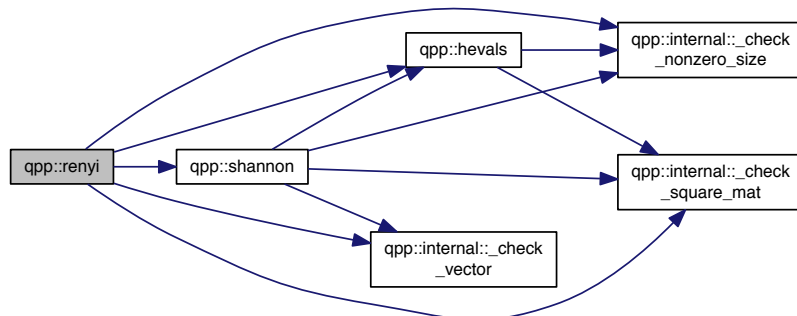 qpp::hevals
qpp::internal::_check
_nonzero_size
qpp::renyi
qpp::shannon
qpp::internal::_check
_square_mat
qpp::internal::_check
_vector